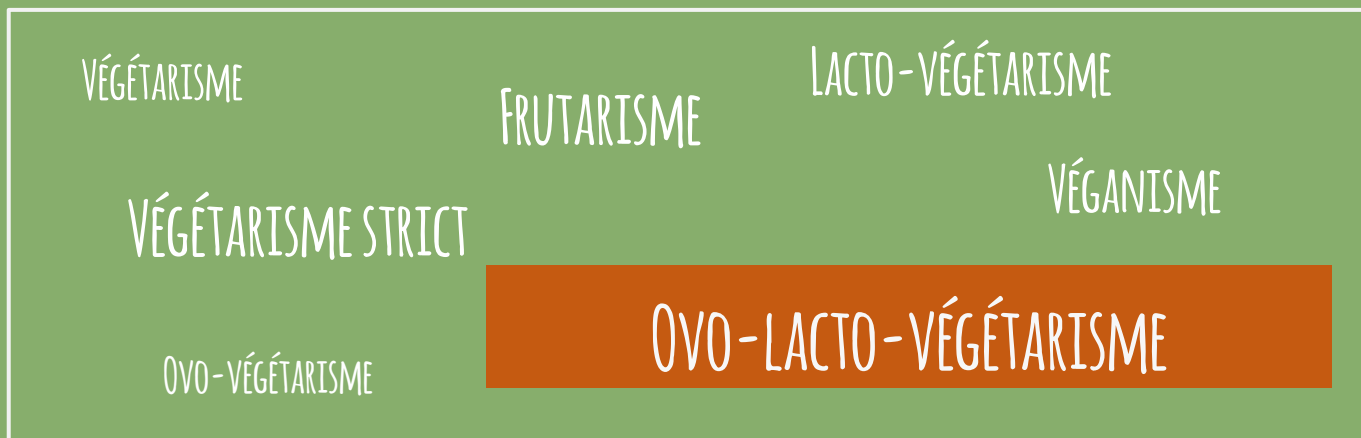 Végétarisme
Lacto-végétarisme
Frutarisme
Véganisme
Végétarisme strict
Ovo-lacto-végétarisme
Ovo-végétarisme